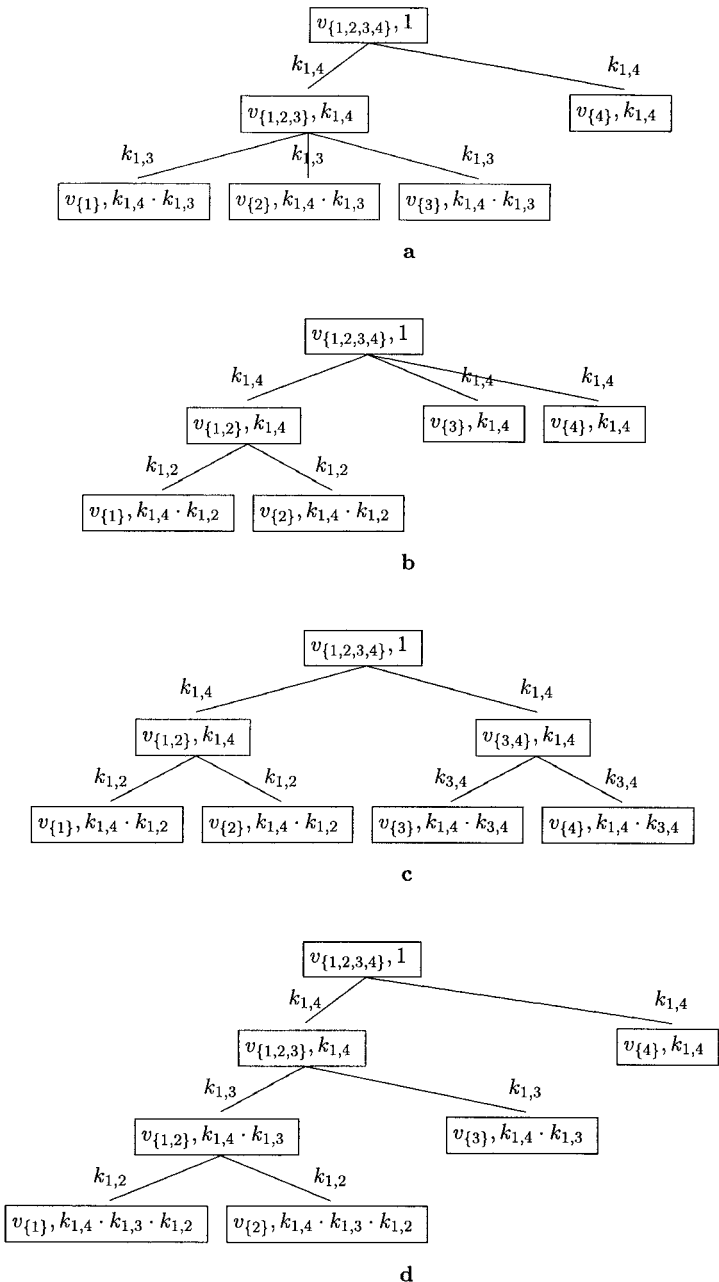 v_{\{1,2,3,4\}}, 1
k_{1,4} k_{1,4}
v_{\{1,2,3\}}, k_{1,4} v_{\{4\}}, k_{1,4}
k_{1,3} k_{1,3} k_{1,3}
v_{\{1\}}, k_{1,4} · k_{1,3} v_{\{2\}}, k_{1,4} · k_{1,3} v_{\{3\}}, k_{1,4} · k_{1,3}
a
v_{\{1,2,3,4\}}, 1
k_{1,4} k_{1,4} k_{1,4}
v_{\{1,2\}}, k_{1,4} v_{\{3\}}, k_{1,4} v_{\{4\}}, k_{1,4}
k_{1,2} k_{1,2}
v_{\{1\}}, k_{1,4} · k_{1,2} v_{\{2\}}, k_{1,4} · k_{1,2}
b
v_{\{1,2,3,4\}}, 1
k_{1,4} k_{1,4}
v_{\{1,2\}}, k_{1,4} v_{\{3,4\}}, k_{1,4}
k_{1,2} k_{1,2} k_{3,4} k_{3,4}
v_{\{1\}}, k_{1,4} · k_{1,2} v_{\{2\}}, k_{1,4} · k_{1,2} v_{\{3\}}, k_{1,4} · k_{3,4} v_{\{4\}}, k_{1,4} · k_{3,4}
c
v_{\{1,2,3,4\}}, 1
k_{1,4} k_{1,4}
v_{\{1,2,3\}}, k_{1,4} v_{\{4\}}, k_{1,4}
k_{1,3} k_{1,3}
v_{\{1,2\}}, k_{1,4} · k_{1,3} v_{\{3\}}, k_{1,4} · k_{1,3}
k_{1,2} k_{1,2}
v_{\{1\}}, k_{1,4} · k_{1,3} · k_{1,2} v_{\{2\}}, k_{1,4} · k_{1,3} · k_{1,2}
d